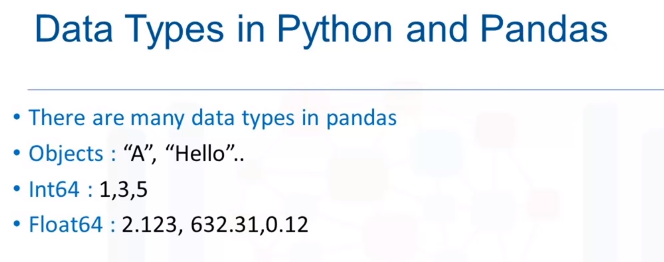 Data Types in Python and Pandas
• There are many data types in pandas
• Objects : “A”, “Hello”..
• Int64 : 1,3,5
• Float64 : 2.123, 632.31,0.12